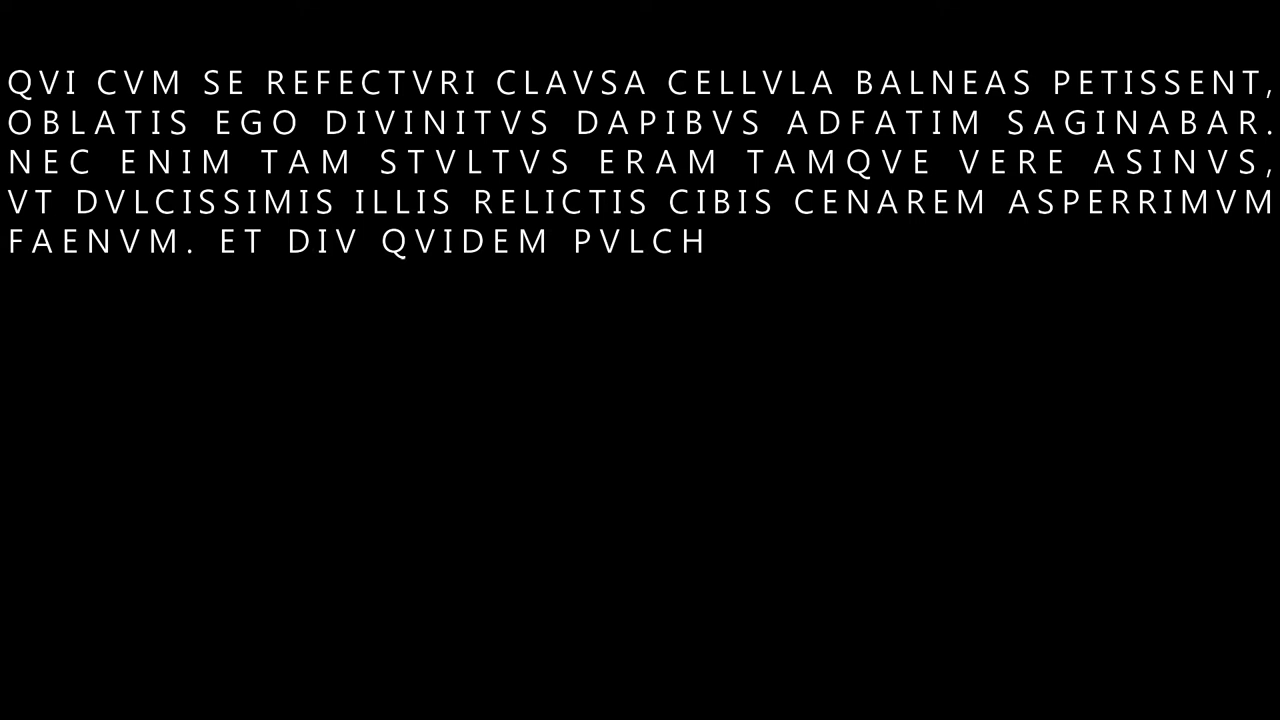 QVI CVM SE REFECTVRI CLAVSA CELLVLA BALNEAS PETISSENT,
OBLATIS EGO DIVINITVS DAPIBVS ADFATIM SAGINABAR.
NEC ENIM TAM STVLTVS ERAM TAMQVE VERE ASINVS,
VT DVLCISSIMIS ILLIS RELICTIS CIBIS CENAREM ASPERRIMVM
FAENVM. ET DIV QVIDEM PVLCH